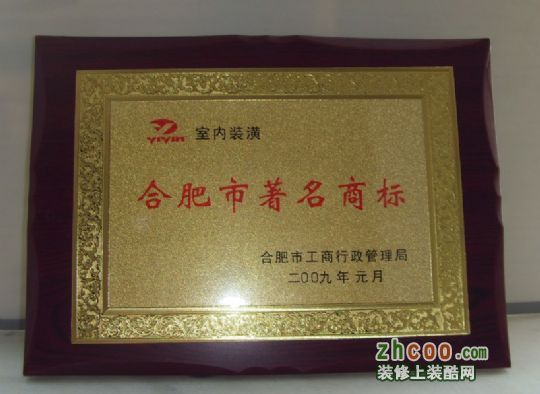 YIYIN 室内装潢
合肥市著名商标
合肥市工商行政管理局
二〇〇九年元月
zhcoo.com
装修上装酷网